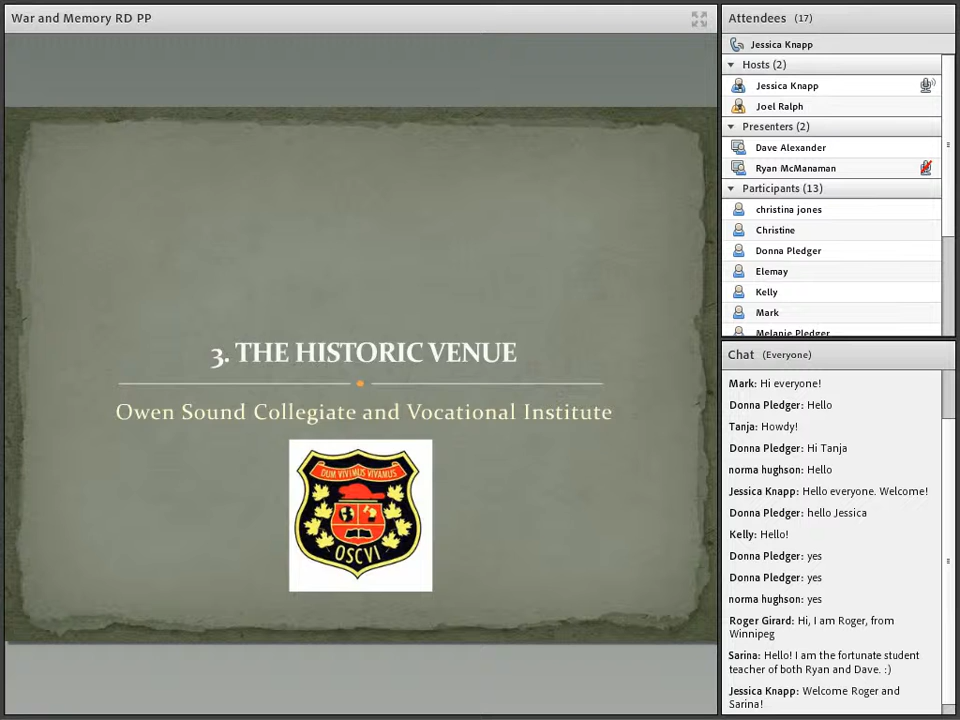 War and Memory RD PP
3. THE HISTORIC VENUE
Owen Sound Collegiate and Vocational Institute
DUM VIVIMUS VIVAMUS
OSCVI
Attendees (17)
Jessica Knapp
Hosts (2)
Jessica Knapp
Joel Ralph
Presenters (2)
Dave Alexander
Ryan McManaman
Participants (13)
christina jones
Christine
Donna Pledger
Elemay
Kelly
Mark
Melanie Pledger
Chat (Everyone)
Mark: Hi everyone!
Donna Pledger: Hello
Tanja: Howdy!
Donna Pledger: Hi Tanja
norma hughson: Hello
Jessica Knapp: Hello everyone. Welcome!
Donna Pledger: hello Jessica
Kelly: Hello!
Donna Pledger: yes
Donna Pledger: yes
norma hughson: yes
Roger Girard: Hi, I am Roger, from
Winnipeg
Sarina: Hello! I am the fortunate student
teacher of both Ryan and Dave. :)
Jessica Knapp: Welcome Roger and
Sarina!